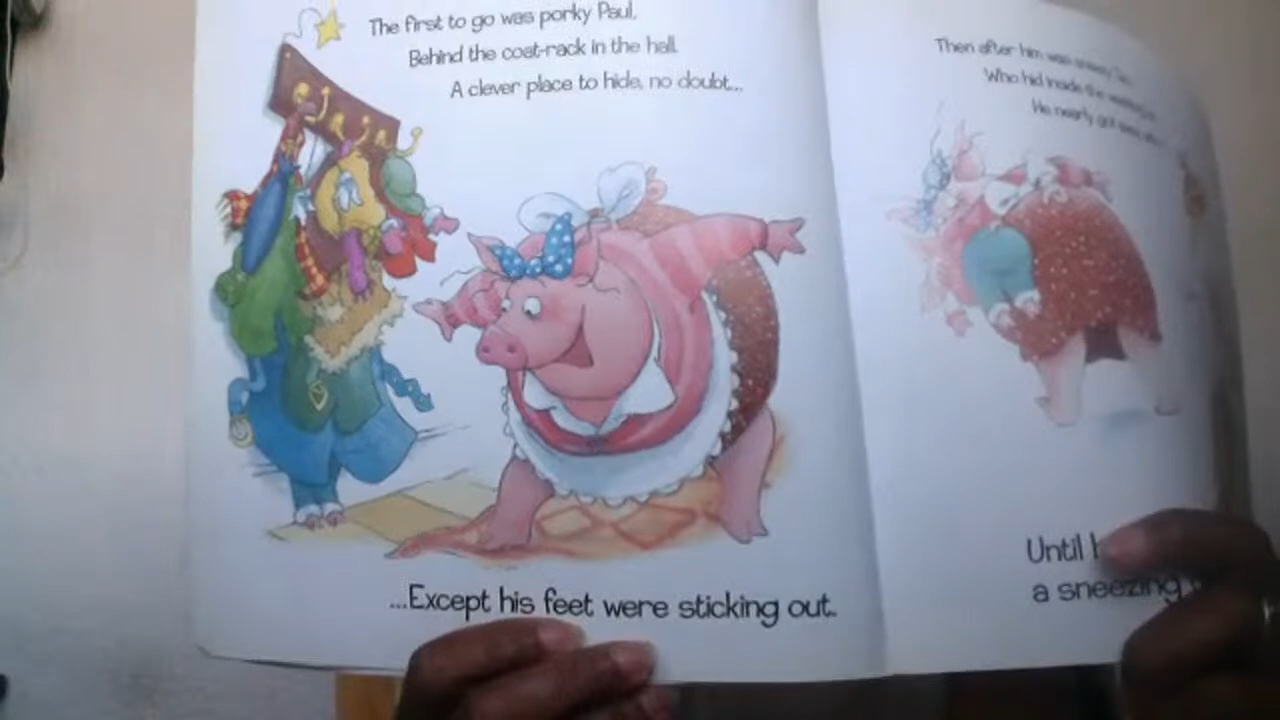 The first to go was porky Paul,
Behind the coat-rack in the hall.
A clever place to hide, no doubt...
...Except his feet were sticking out.
Then after him was
Who hid inside the
He nearly got
Until
a sneezing